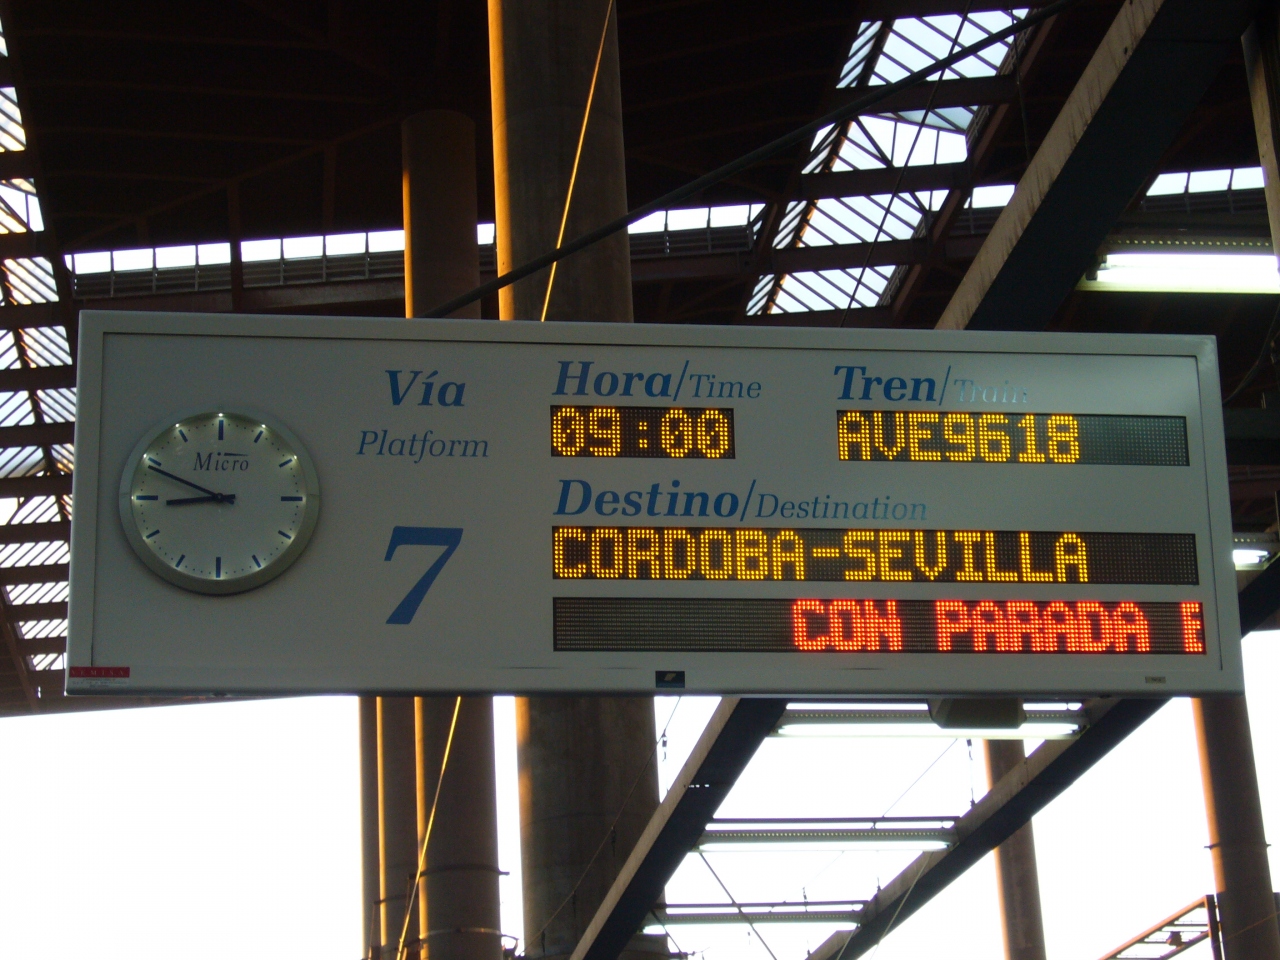 Micro
Vía
Platform
7
Hora/Time
09:00
Tren/Train
AVE9618
Destino/Destination
CORDOBA-SEVILLA
CON PARADA E